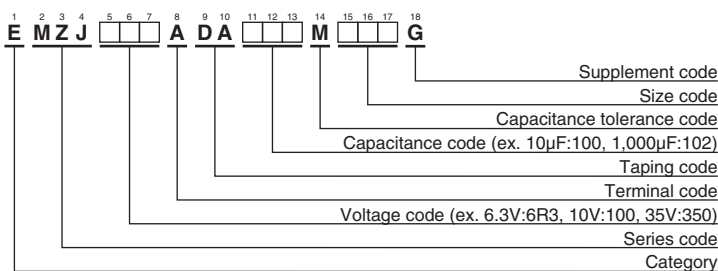 1 2 3 4 5 6 7 8 9 10 11 12 13 14 15 16 17 18
E M Z J A D A M G
Supplement code
Size code
Capacitance tolerance code
Capacitance code (ex. 10μF:100, 1,000μF:102)
Taping code
Terminal code
Voltage code (ex. 6.3V:6R3, 10V:100, 35V:350)
Series code
Category